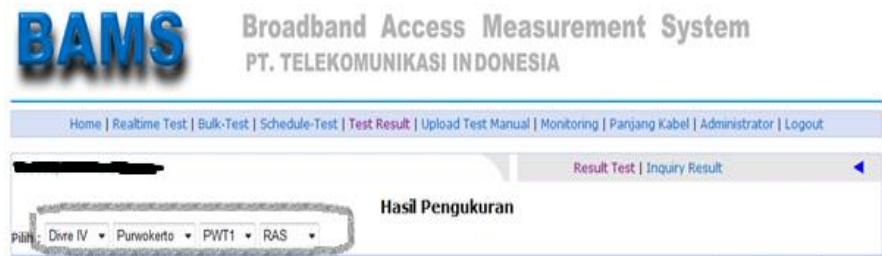 BAMS
Broadband Access Measurement System
PT. TELEKOMUNIKASI INDONESIA
Home | Realtime Test | Bulk-Test | Schedule-Test | Test Result | Upload Test Manual | Monitoring | Panjang Kabel | Administrator | Logout
Result Test | Inquiry Result
Hasil Pengukuran
Pilih : Divre IV Purwokerto PWT1 RAS